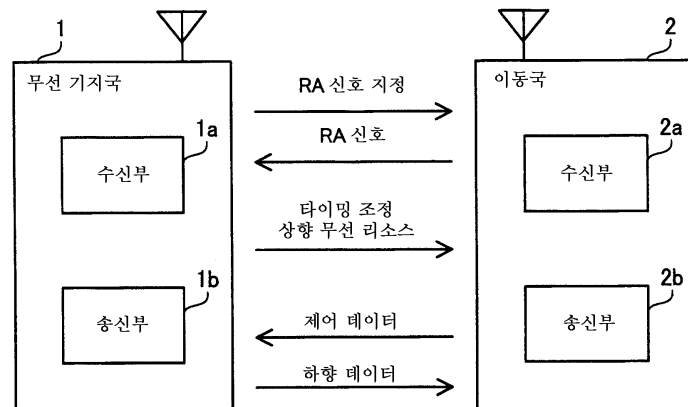 1
2
무선 기지국
이동국
RA 신호 지정
RA 신호
1a
2a
수신부
수신부
타이밍 조정
상향 무선 리소스
1b
2b
송신부
송신부
제어 데이터
하향 데이터